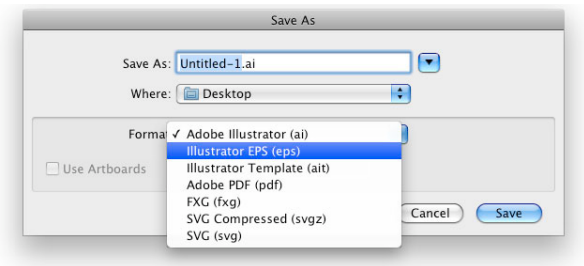 Save As
Save As: Untitled-1.ai
Where: Desktop
Format ✓ Adobe Illustrator (ai)
Illustrator EPS (eps)
Use Artboards Illustrator Template (ait)
Adobe PDF (pdf)
FXG (fxg)
SVG Compressed (svgz)
SVG (svg)
Cancel Save